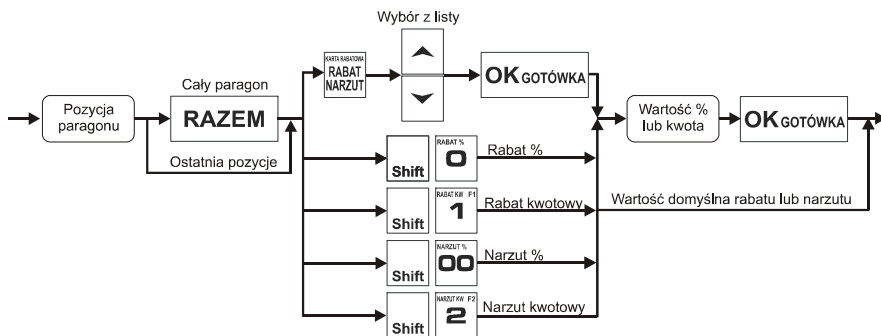 Wybór z listy
KARTA RABATOWA
RABAT
NARZUT
OK GOTÓWKA
Cały paragon
Pozycja
paragonu
RAZEM
Ostatnia pozycje
Wartość %
lub kwota
OK GOTÓWKA
Shift
RABAT %
0
Rabat %
Shift
RABAT KW F1
1
Rabat kwotowy
Wartość domyślna rabatu lub narzutu
Shift
NARZUT %
00
Narzut %
Shift
NARZUT KW F2
2
Narzut kwotowy